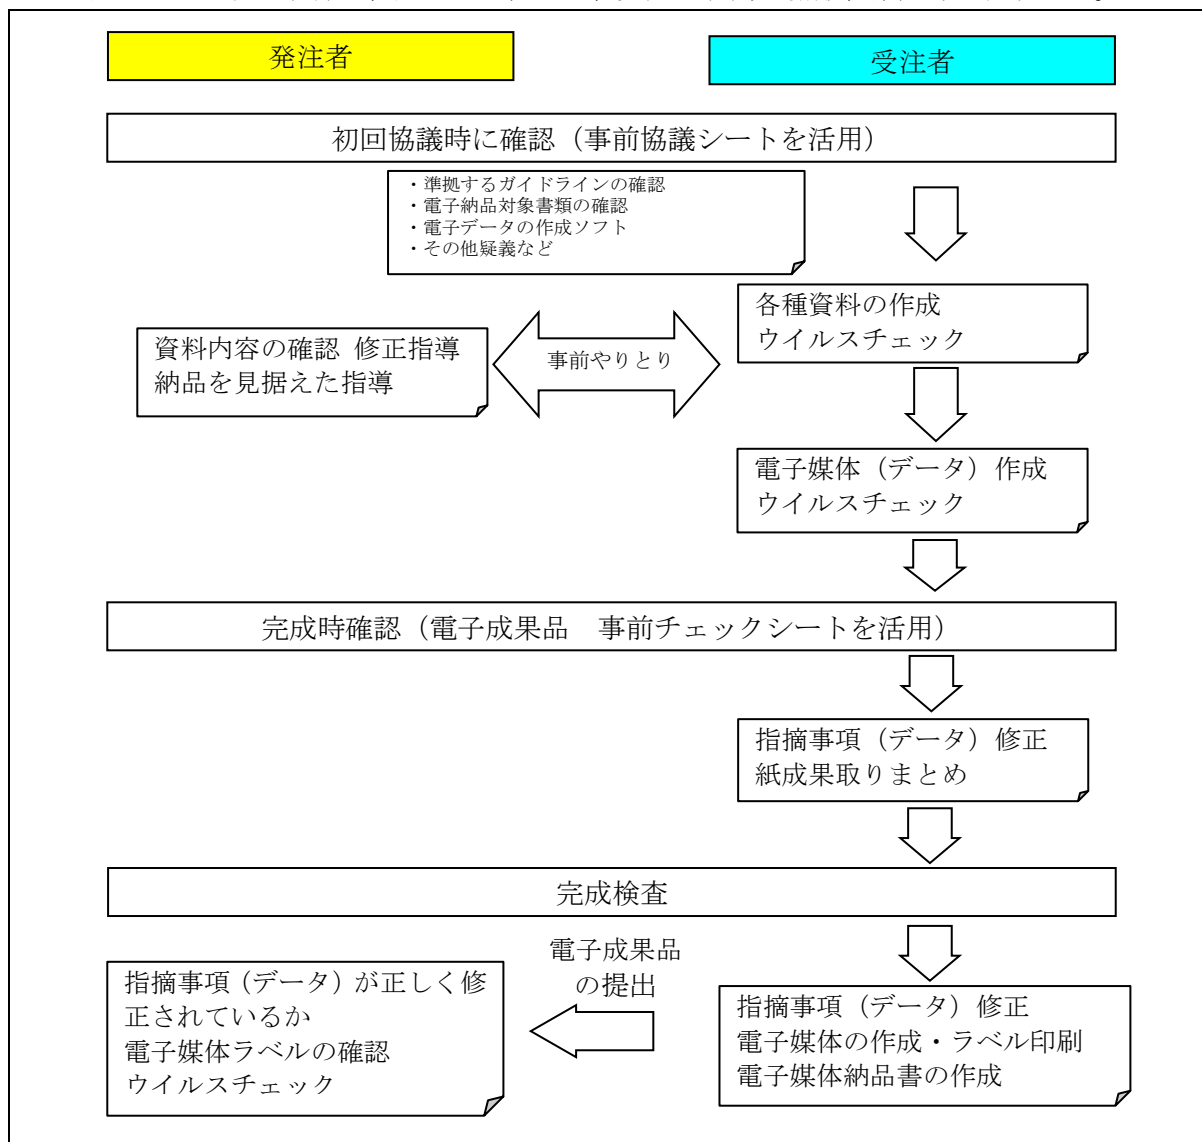 発注者
受注者
初回協議時に確認（事前協議シートを活用）
・準拠するガイドラインの確認
・電子納品対象書類の確認
・電子データの作成ソフト
・その他疑義など
各種資料の作成
ウイルスチェック
資料内容の確認 修正指導
納品を見据えた指導
事前やりとり
電子媒体（データ）作成
ウイルスチェック
完成時確認（電子成果品　事前チェックシートを活用）
指摘事項（データ）修正
紙成果取りまとめ
完成検査
電子成果品
の提出
指摘事項（データ）が正しく修
正されているか
電子媒体ラベルの確認
ウイルスチェック
指摘事項（データ）修正
電子媒体の作成・ラベル印刷
電子媒体納品書の作成